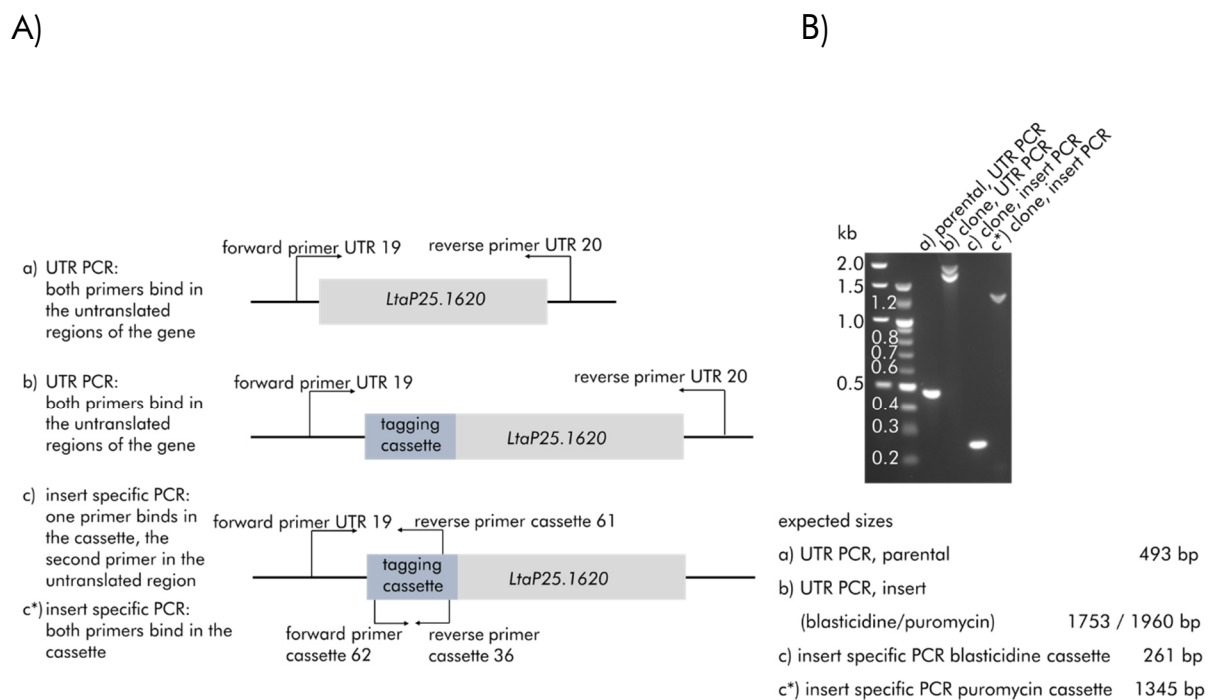 A)
B)
a) UTR PCR:
both primers bind in
the untranslated
regions of the gene
forward primer UTR 19
reverse primer UTR 20
LtaP25.1620
b) UTR PCR:
both primers bind in
the untranslated
regions of the gene
forward primer UTR 19
reverse primer UTR 20
tagging
cassette
LtaP25.1620
c) insert specific PCR:
one primer binds in
the cassette, the
second primer in the
untranslated region
forward primer UTR 19
reverse primer cassette 61
tagging
cassette
LtaP25.1620
c*) insert specific PCR:
both primers bind in the
cassette
forward primer
cassette 62
reverse primer
cassette 36
a) parental, UTR PCR
b) clone, UTR PCR
c) clone, insert PCR
c*) clone, insert PCR
kb
2.0
1.5
1.2
1.0
0.8
0.7
0.6
0.5
0.4
0.3
0.2
expected sizes
a) UTR PCR, parental 493 bp
b) UTR PCR, insert
(blasticidine/puromycin) 1753 / 1960 bp
c) insert specific PCR blasticidine cassette 261 bp
c*) insert specific PCR puromycin cassette 1345 bp